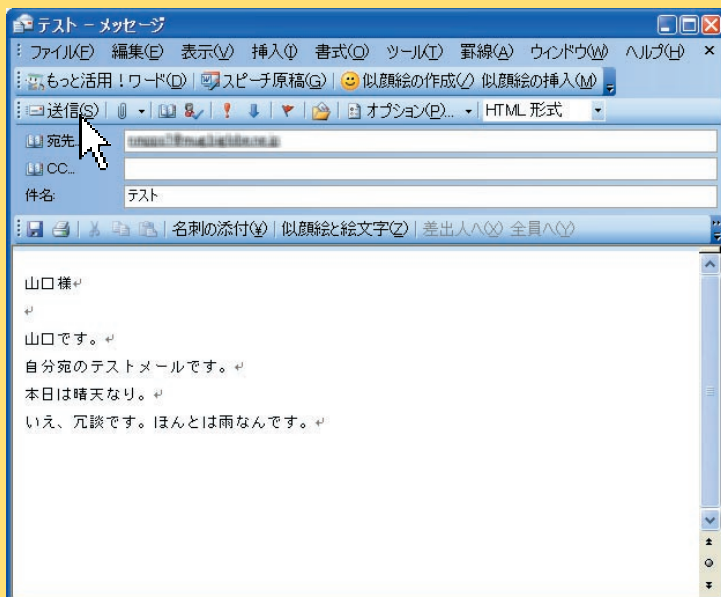 テスト - メッセージ
ファイル(F) 編集(E) 表示(V) 挿入(I) 書式(O) ツール(T) 罫線(A) ウィンドウ(W) ヘルプ(H)
もっと活用！ワード(D) スピーチ原稿(G) 似顔絵の作成(/) 似顔絵の挿入(M)
送信(S) オプション(P)... HTML 形式
宛先...
CC...
件名: テスト
名刺の添付(¥) 似顔絵と絵文字(Z) 差出人へ(X) 全員へ(Y)
山口様
山口です。
自分宛のテストメールです。
本日は晴天なり。
いえ、冗談です。ほんとは雨なんです。